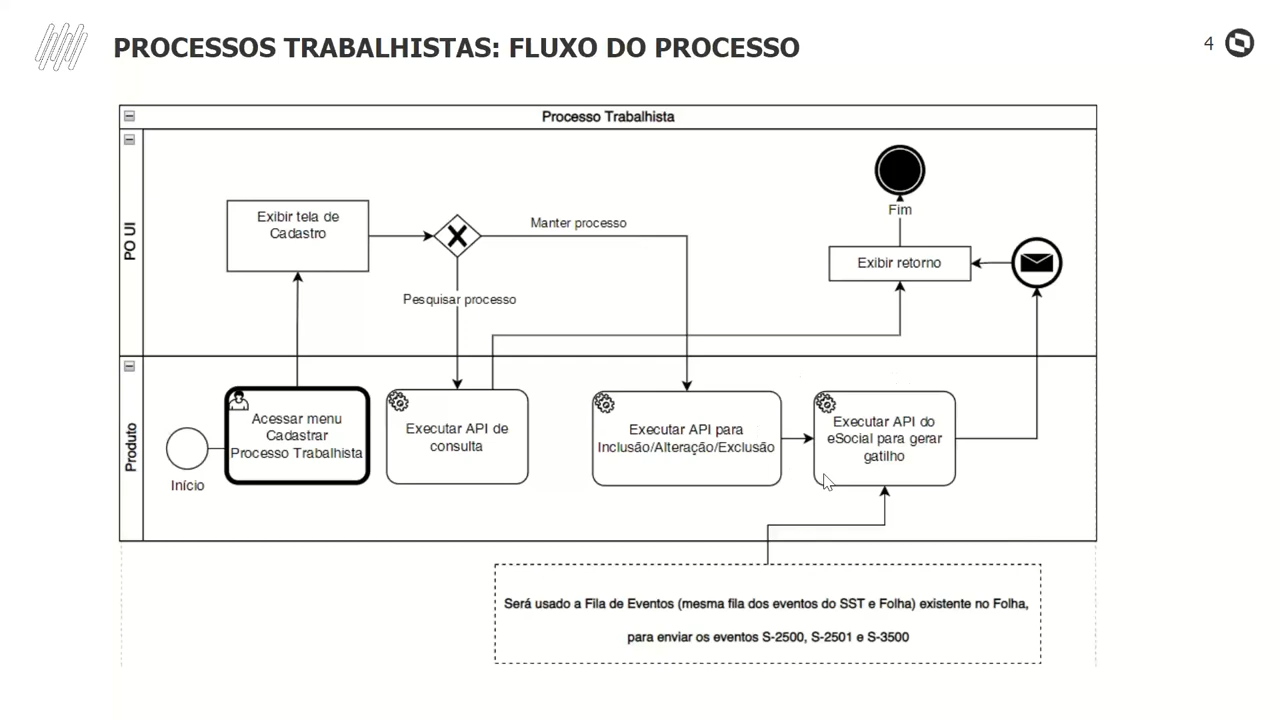 PROCESSOS TRABALHISTAS: FLUXO DO PROCESSO
4
Processo Trabalhista
PO UI
Exibir tela de
Cadastro
Manter processo
Pesquisar processo
Fim
Exibir retorno
Produto
Início
Acessar menu
Cadastrar
Processo Trabalhista
Executar API de
consulta
Executar API para
Inclusão/Alteração/Exclusão
Executar API do
eSocial para gerar
gatilho
Será usado a Fila de Eventos (mesma fila dos eventos do SST e Folha) existente no Folha,
para enviar os eventos S-2500, S-2501 e S-3500